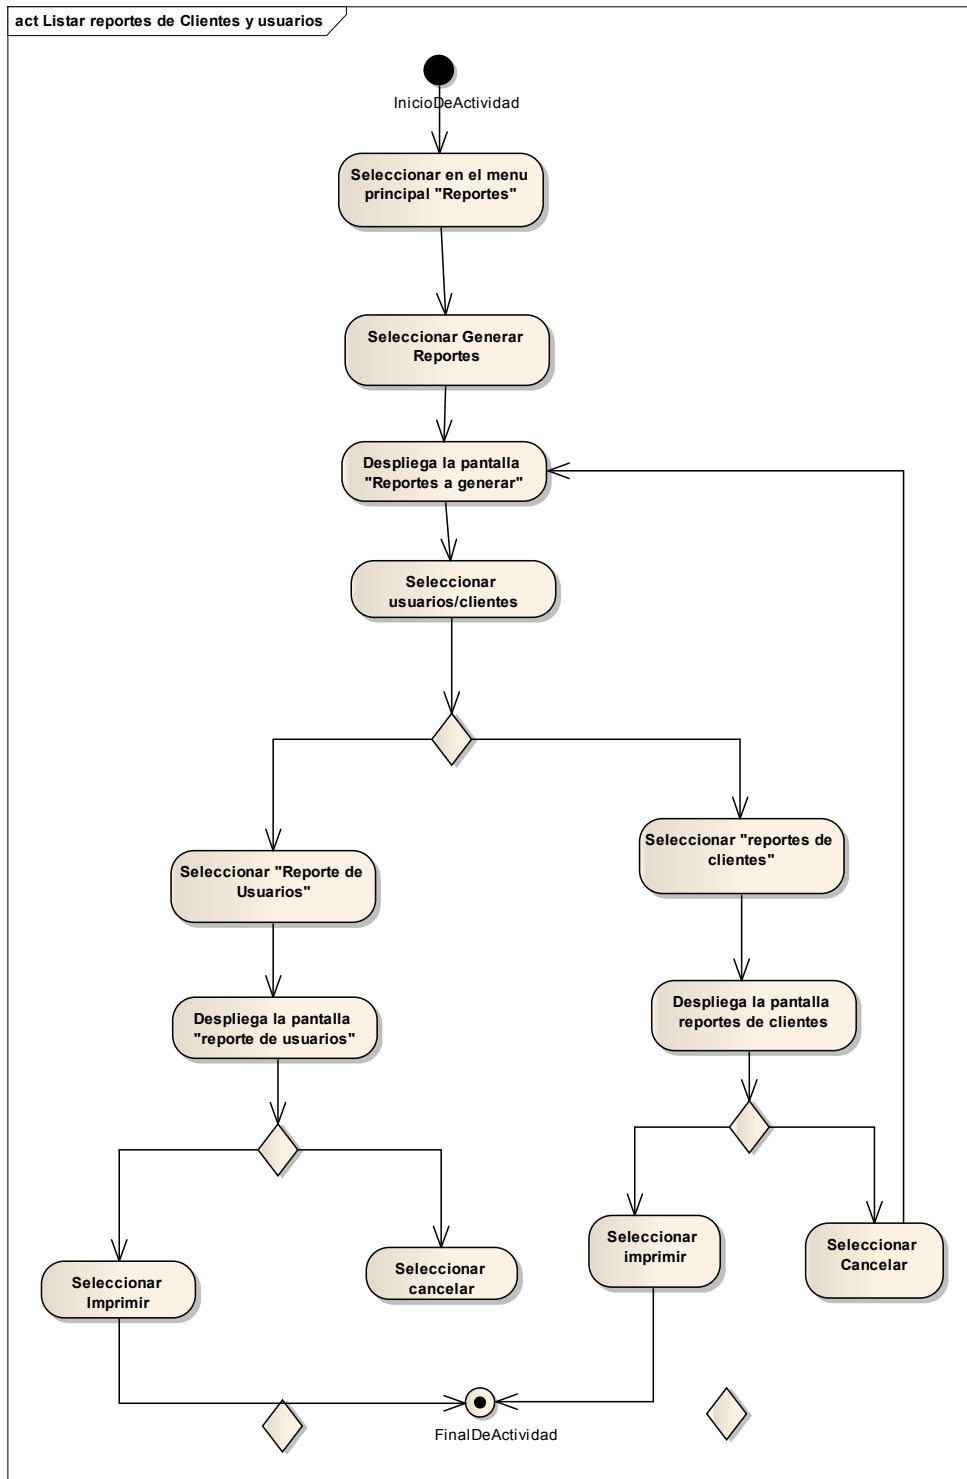 act Listar reportes de Clientes y usuarios
InicioDeActividad
Seleccionar en el menu
principal "Reportes"
Seleccionar Generar
Reportes
Despliega la pantalla
"Reportes a generar"
Seleccionar
usuarios/clientes
Seleccionar "Reporte de
Usuarios"
Seleccionar "reportes de
clientes"
Despliega la pantalla
"reporte de usuarios"
Despliega la pantalla
reportes de clientes
Seleccionar
Imprimir
Seleccionar
cancelar
Seleccionar
imprimir
Seleccionar
Cancelar
FinalDeActividad